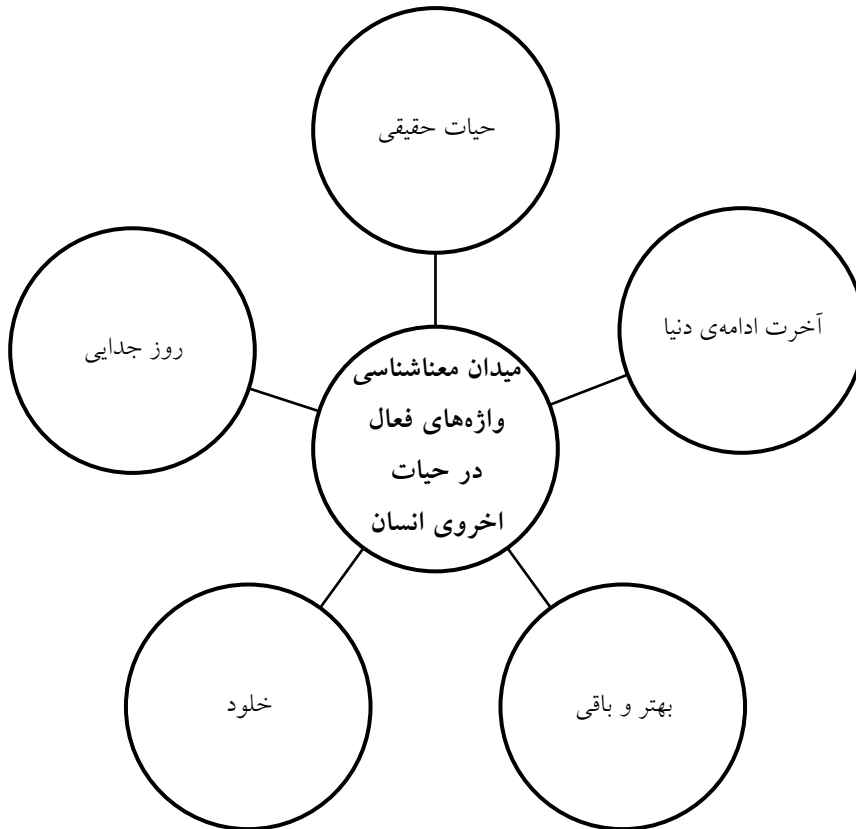 حیات حقیقی
آخرت ادامه‌ی دنیا
روز جدایی
میدان معناشناسی
واژه‌های فعال
در حیات
اخروی انسان
خلود
بهتر و باقی